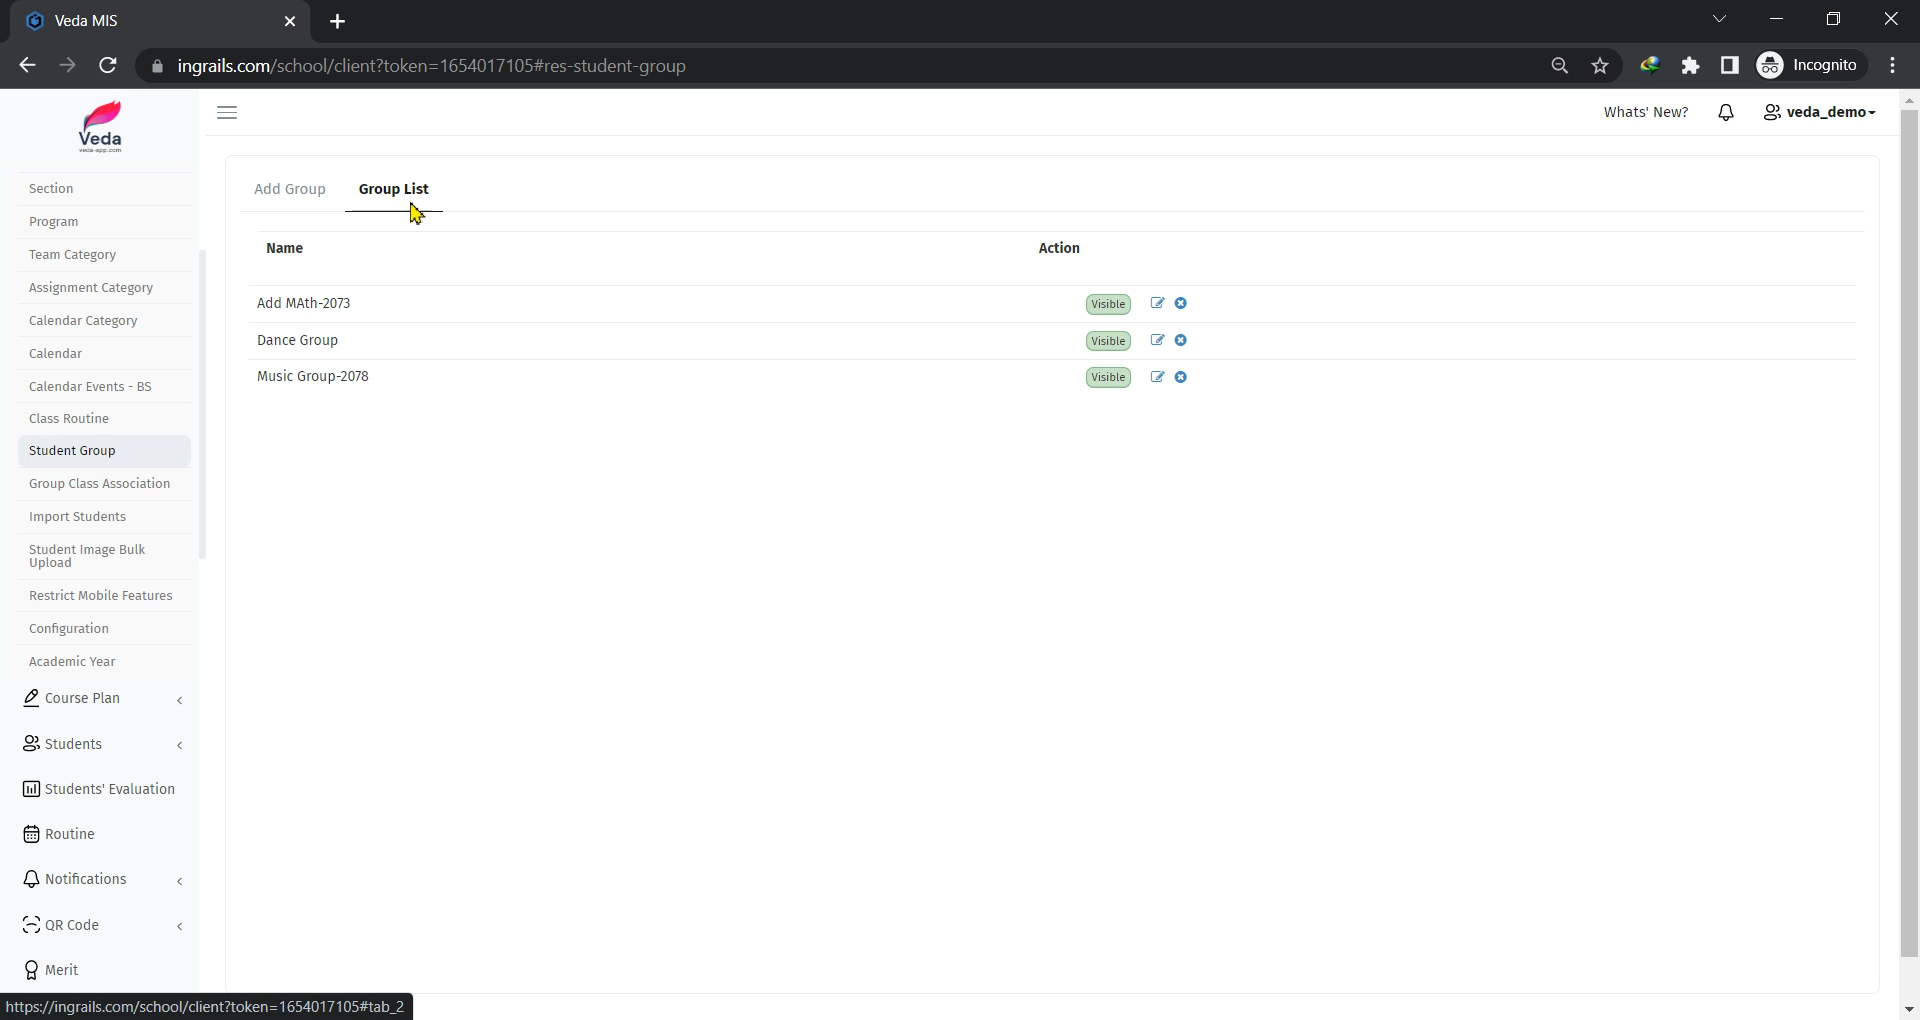 Veda MIS
ingrails.com/school/client?token=1654017105#res-student-group
Incognito
Veda
veda-app.com
Whats' New?
veda_demo
Section
Program
Team Category
Assignment Category
Calendar Category
Calendar
Calendar Events - BS
Class Routine
Student Group
Group Class Association
Import Students
Student Image Bulk
Upload
Restrict Mobile Features
Configuration
Academic Year
Course Plan
Students
Students' Evaluation
Routine
Notifications
QR Code
Merit
Add Group Group List
Name Action
Add MAth-2073 Visible
Dance Group Visible
Music Group-2078 Visible
https://ingrails.com/school/client?token=1654017105#tab_2